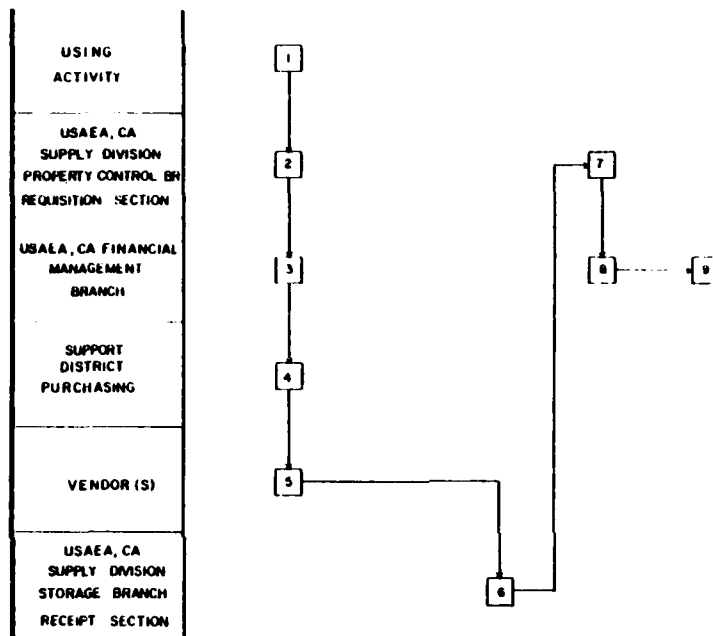 USING
ACTIVITY
1
USAEA, CA
SUPPLY DIVISION
PROPERTY CONTROL BR
REQUISITION SECTION
2
7
USAEA, CA FINANCIAL
MANAGEMENT
BRANCH
3
8
9
SUPPORT
DISTRICT
PURCHASING
4
VENDOR (S)
5
USAEA, CA
SUPPLY DIVISION
STORAGE BRANCH
RECEIPT SECTION
6